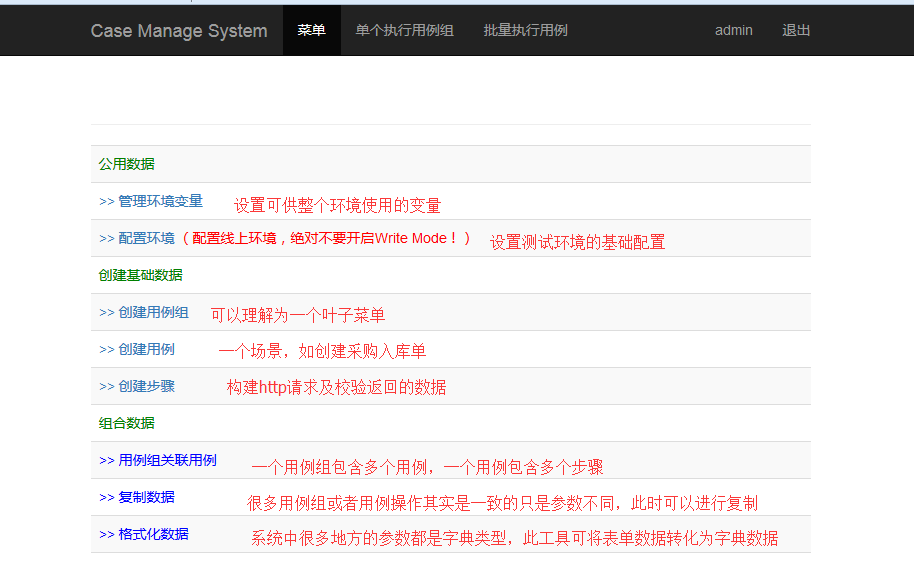 Case Manage System 菜单 单个执行用例组 批量执行用例 admin 退出
公用数据
>> 管理环境变量 设置可供整个环境使用的变量
>> 配置环境（配置线上环境，绝对不要开启Write Mode！） 设置测试环境的基础配置
创建基础数据
>> 创建用例组 可以理解为一个叶子菜单
>> 创建用例 一个场景，如创建采购入库单
>> 创建步骤 构建http请求及校验返回的数据
组合数据
>> 用例组关联用例 一个用例组包含多个用例，一个用例包含多个步骤
>> 复制数据 很多用例组或者用例操作其实是一致的只是参数不同，此时可以进行复制
>> 格式化数据 系统中很多地方的参数都是字典类型，此工具可将表单数据转化为字典数据